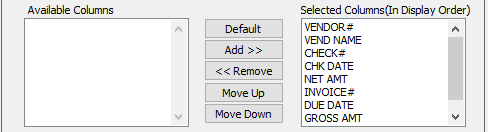 Available Columns
Default
Add >>
<< Remove
Move Up
Move Down
Selected Columns(In Display Order)
VENDOR#
VEND NAME
CHECK#
CHK DATE
NET AMT
INVOICE#
DUE DATE
GROSS AMT